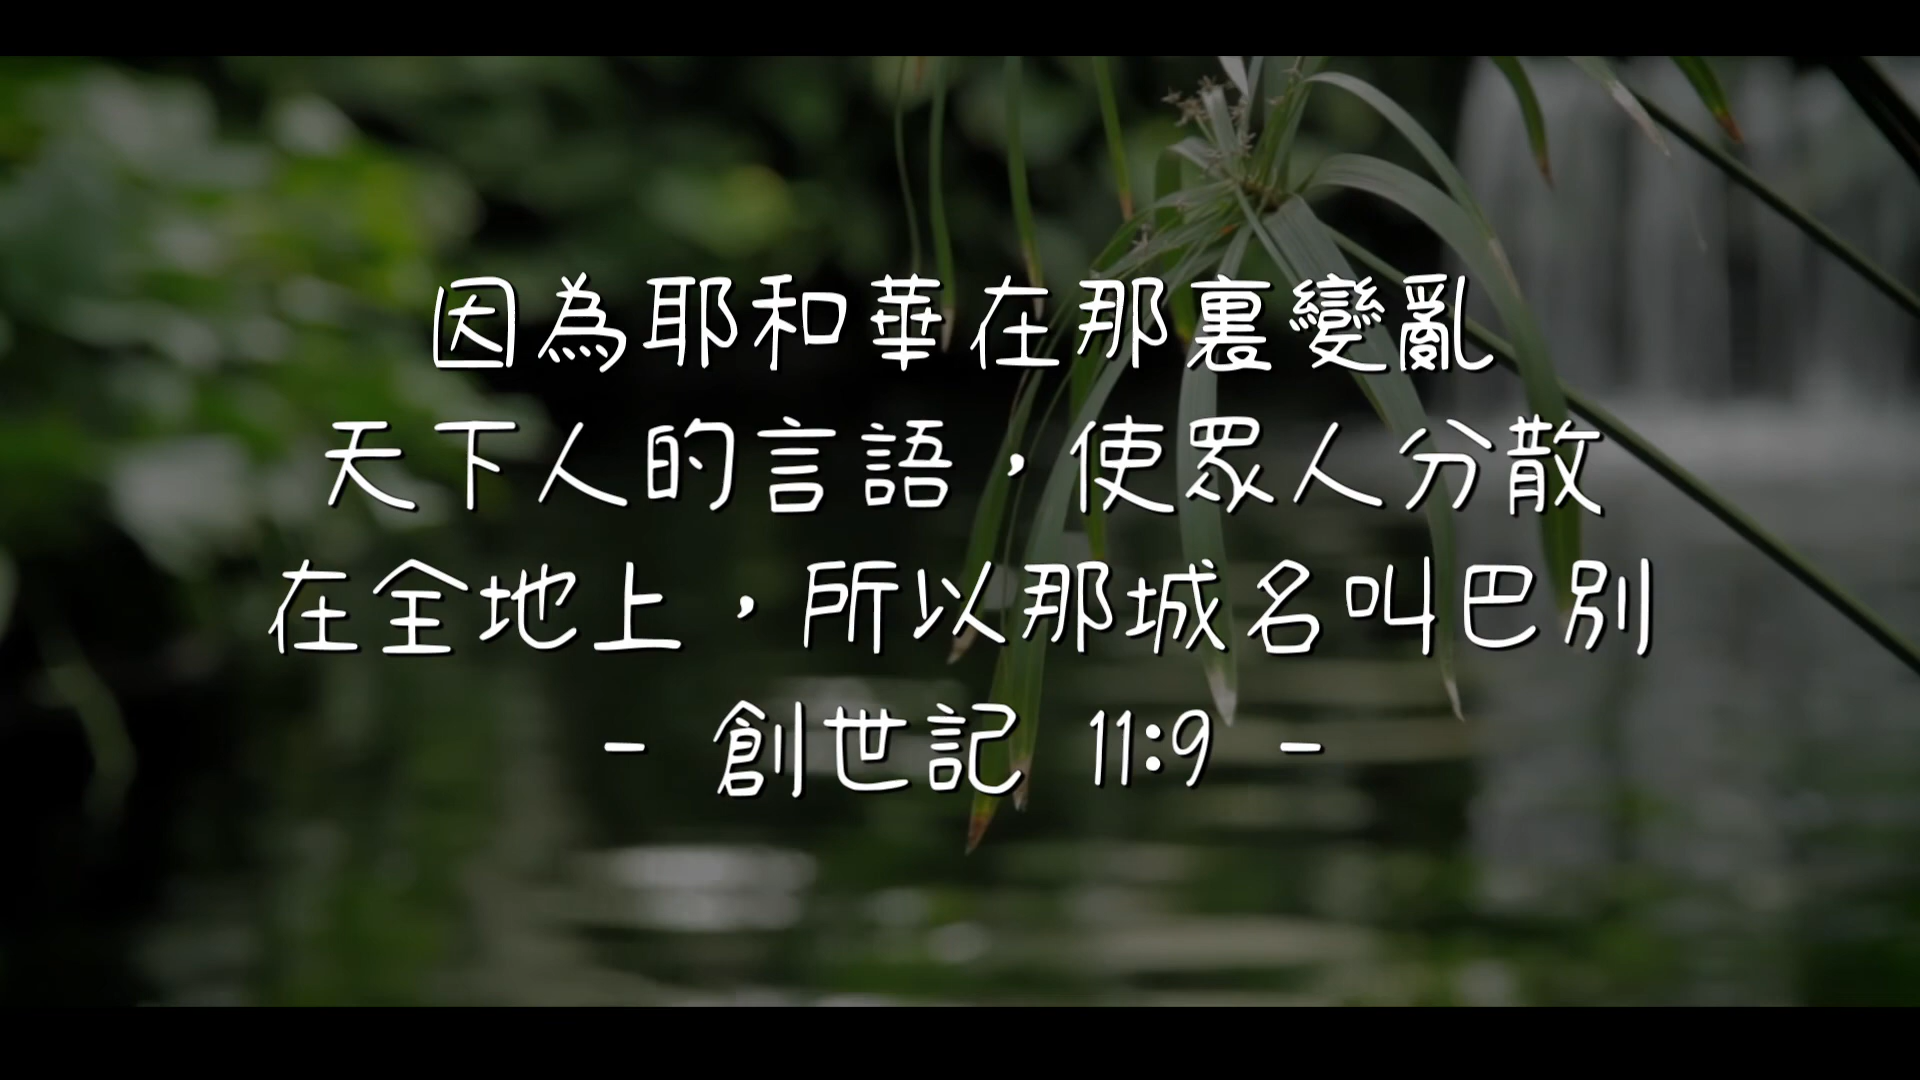 因為耶和華在那裏變亂
天下人的言語，使眾人分散
在全地上，所以那城名叫巴別
- 創世記 11:9 -